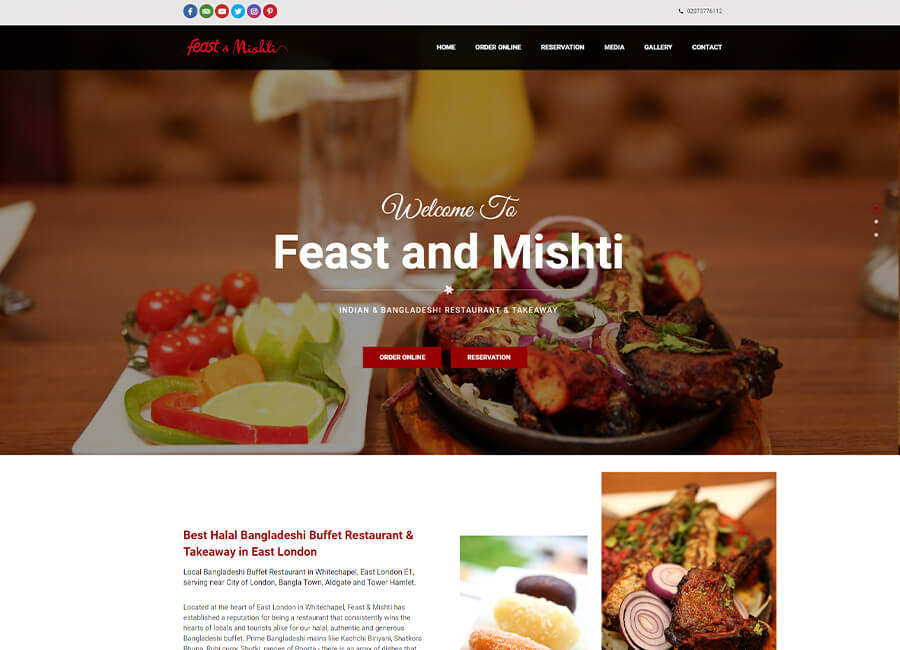 02073776112
feast & Mishti
HOME ORDER ONLINE RESERVATION MEDIA GALLERY CONTACT
Welcome To
Feast and Mishti
INDIAN & BANGLADESHI RESTAURANT & TAKEAWAY
ORDER ONLINE RESERVATION
Best Halal Bangladeshi Buffet Restaurant &
Takeaway in East London
Local Bangladeshi Buffet Restaurant in Whitechapel, East London E1,
serving near City of London, Bangla Town, Aldgate and Tower Hamlet.
Located at the heart of East London in Whitechapel, Feast & Mishti has
established a reputation for being a restaurant that consistently wins the
hearts of locals and tourists alike for our halal, authentic and generous
Bangladeshi buffet. Prime Bangladeshi mains like Kachchi Biriyani, Shatkora
Bhuna, Rubi curry, Shutki, ranges of Bhorta - there is an array of dishes that